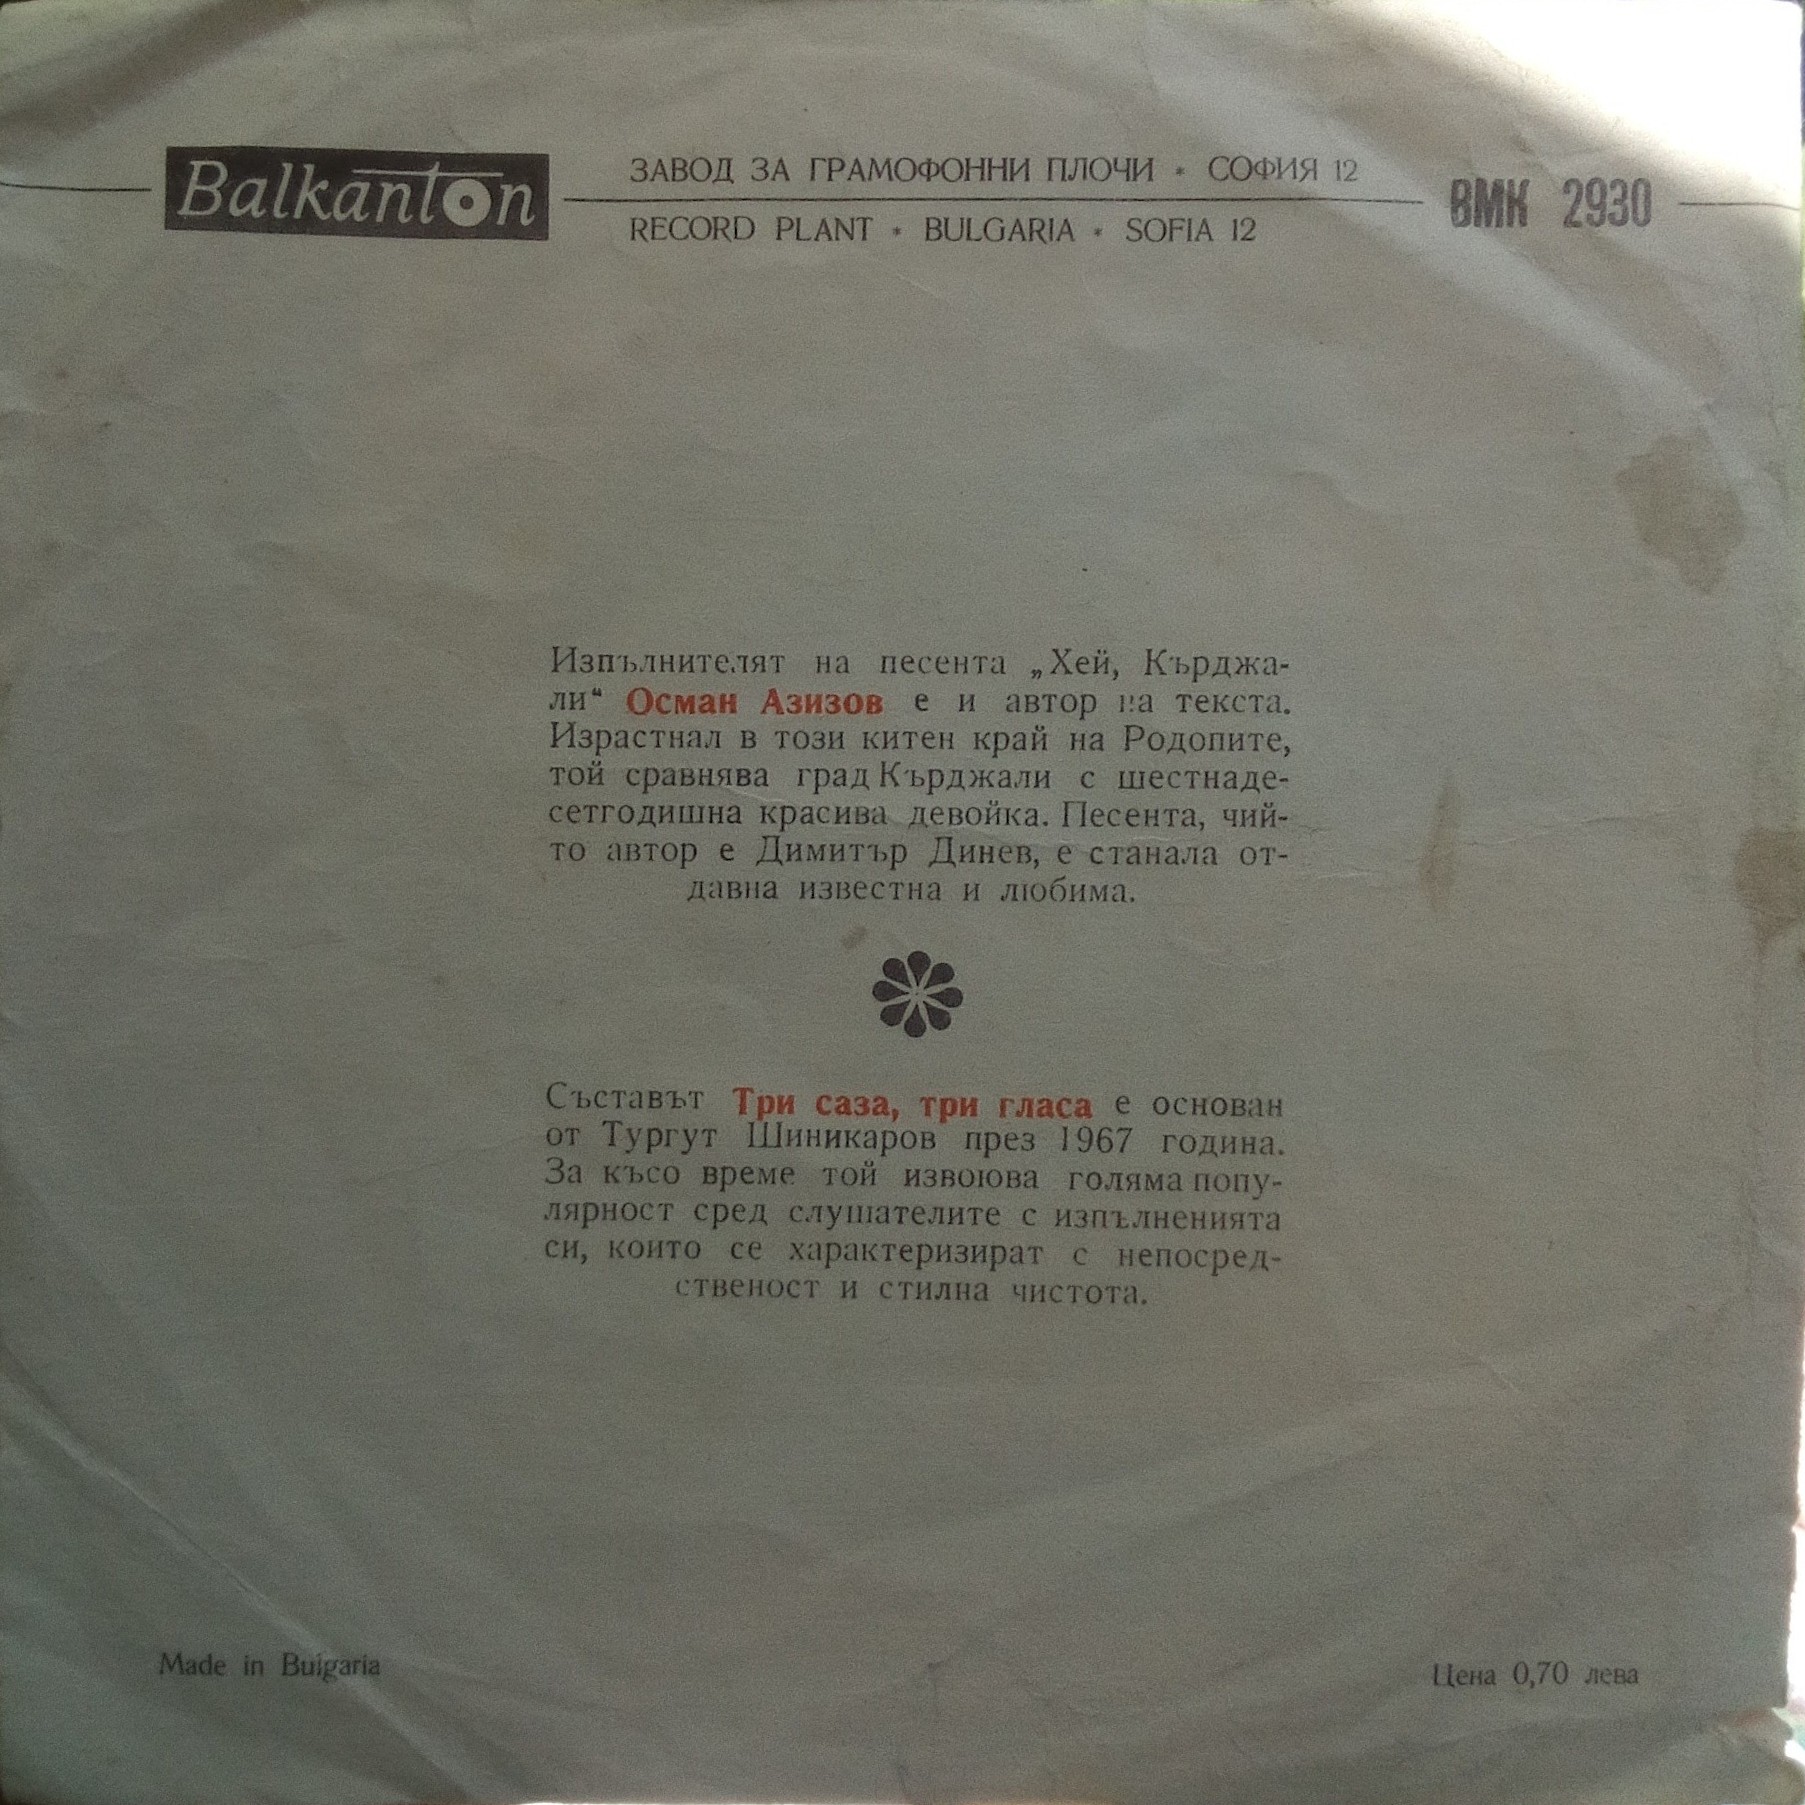 Balkanton
ЗАВОД ЗА ГРАМОФОННИ ПЛОЧИ * СОФИЯ 12
RECORD PLANT * BULGARIA * SOFIA 12
ВМК 2930
Изпълнителят на песента „Хей, Кърджа-
ли“ Осман Азизов е и автор на текста.
Израстнал в този китен край на Родопите,
той сравнява град Кърджали с шестнаде-
сетгодишна красива девойка. Песента, чий-
то автор е Димитър Динев, е станала от-
давна известна и любима.
Съставът Три саза, три гласа е основан
от Тургут Шиникаров през 1967 година.
За късо време той извоюва голяма попу-
лярност сред слушателите с изпълненията
си, които се характеризират с непосред-
ственост и стилна чистота.
Made in Bulgaria
Цена 0,70 лева